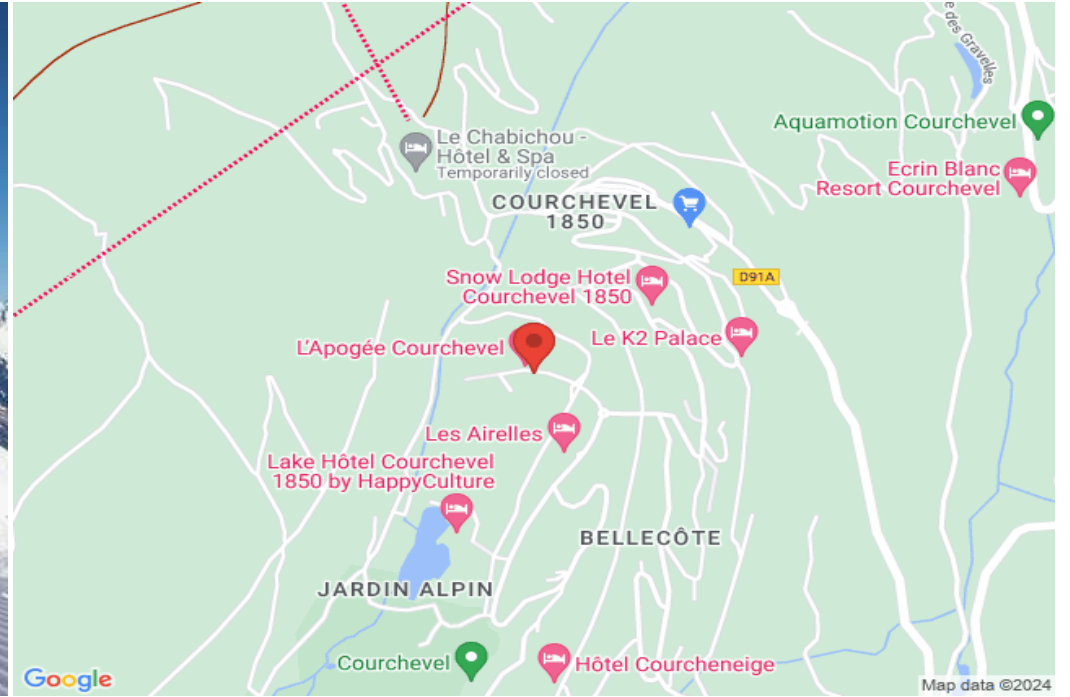 e des Gravelles
Aquamotion Courchevel
Le Chabichou -
Hôtel & Spa
Temporarily closed
Ecrin Blanc
Resort Courchevel
COURCHEVEL
1850
D91A
Snow Lodge Hotel
Courchevel 1850
Le K2 Palace
L'Apogée Courchevel
Les Airelles
Lake Hôtel Courchevel
1850 by HappyCulture
BELLECÔTE
JARDIN ALPIN
Courchevel
Hôtel Courcheneige
Google
Map data ©2024